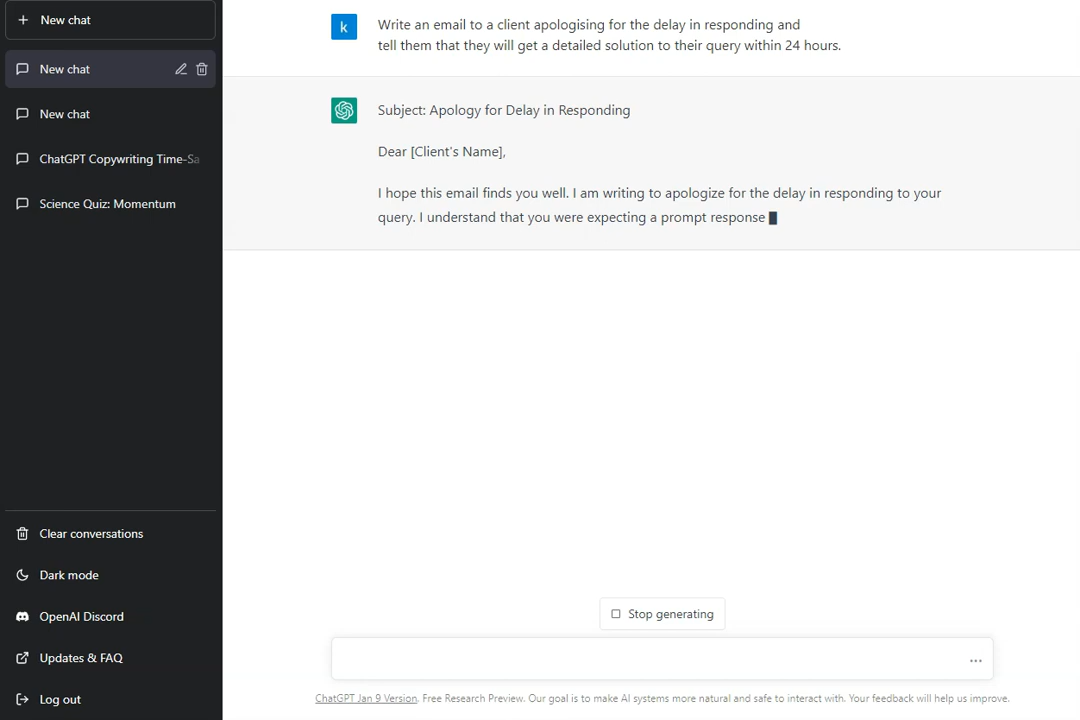 New chat
New chat
New chat
ChatGPT Copywriting Time-Sa
Science Quiz: Momentum
Clear conversations
Dark mode
OpenAI Discord
Updates & FAQ
Log out
k
Write an email to a client apologising for the delay in responding and
tell them that they will get a detailed solution to their query within 24 hours.
Subject: Apology for Delay in Responding
Dear [Client's Name],
I hope this email finds you well. I am writing to apologize for the delay in responding to your
query. I understand that you were expecting a prompt response
Stop generating
ChatGPT Jan 9 Version. Free Research Preview. Our goal is to make AI systems more natural and safe to interact with. Your feedback will help us improve.